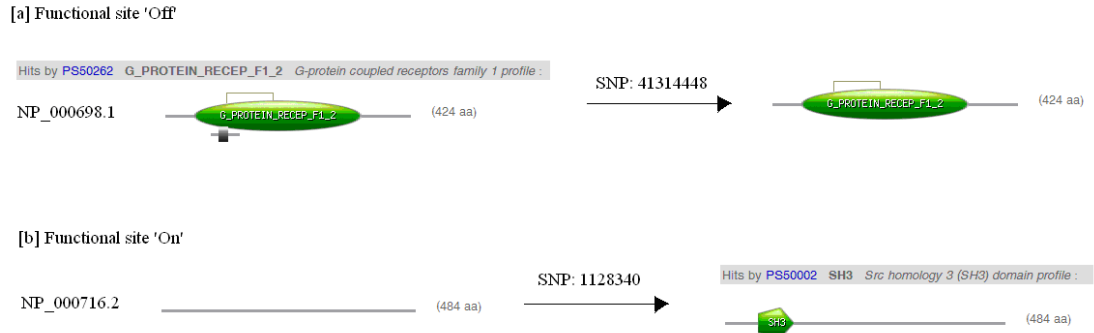 [a] Functional site 'Off'
Hits by PS50262 G_PROTEIN_RECEP_F1_2 G-protein coupled receptors family 1 profile :
SNP: 41314448
NP_000698.1
G_PROTEIN_RECEP_F1_2
(424 aa)
G_PROTEIN_RECEP_F1_2
(424 aa)
[b] Functional site 'On'
Hits by PS50002 SH3 Src homology 3 (SH3) domain profile :
SNP: 1128340
NP_000716.2
(484 aa)
SH3
(484 aa)